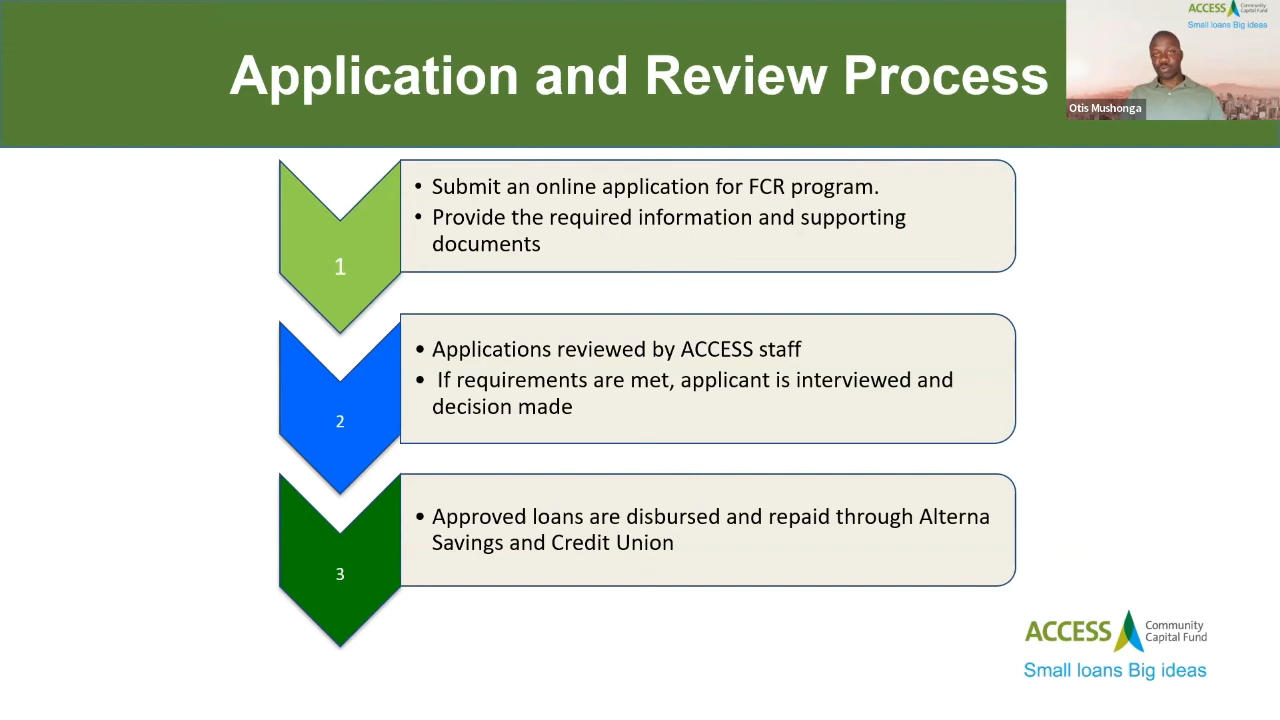 Application and Review Process
ACCESS Community
Capital Fund
Small loans Big ideas
Otis Mushonga
1
• Submit an online application for FCR program.
• Provide the required information and supporting
documents
2
• Applications reviewed by ACCESS staff
• If requirements are met, applicant is interviewed and
decision made
3
• Approved loans are disbursed and repaid through Alterna
Savings and Credit Union
ACCESS Community
Capital Fund
Small loans Big ideas